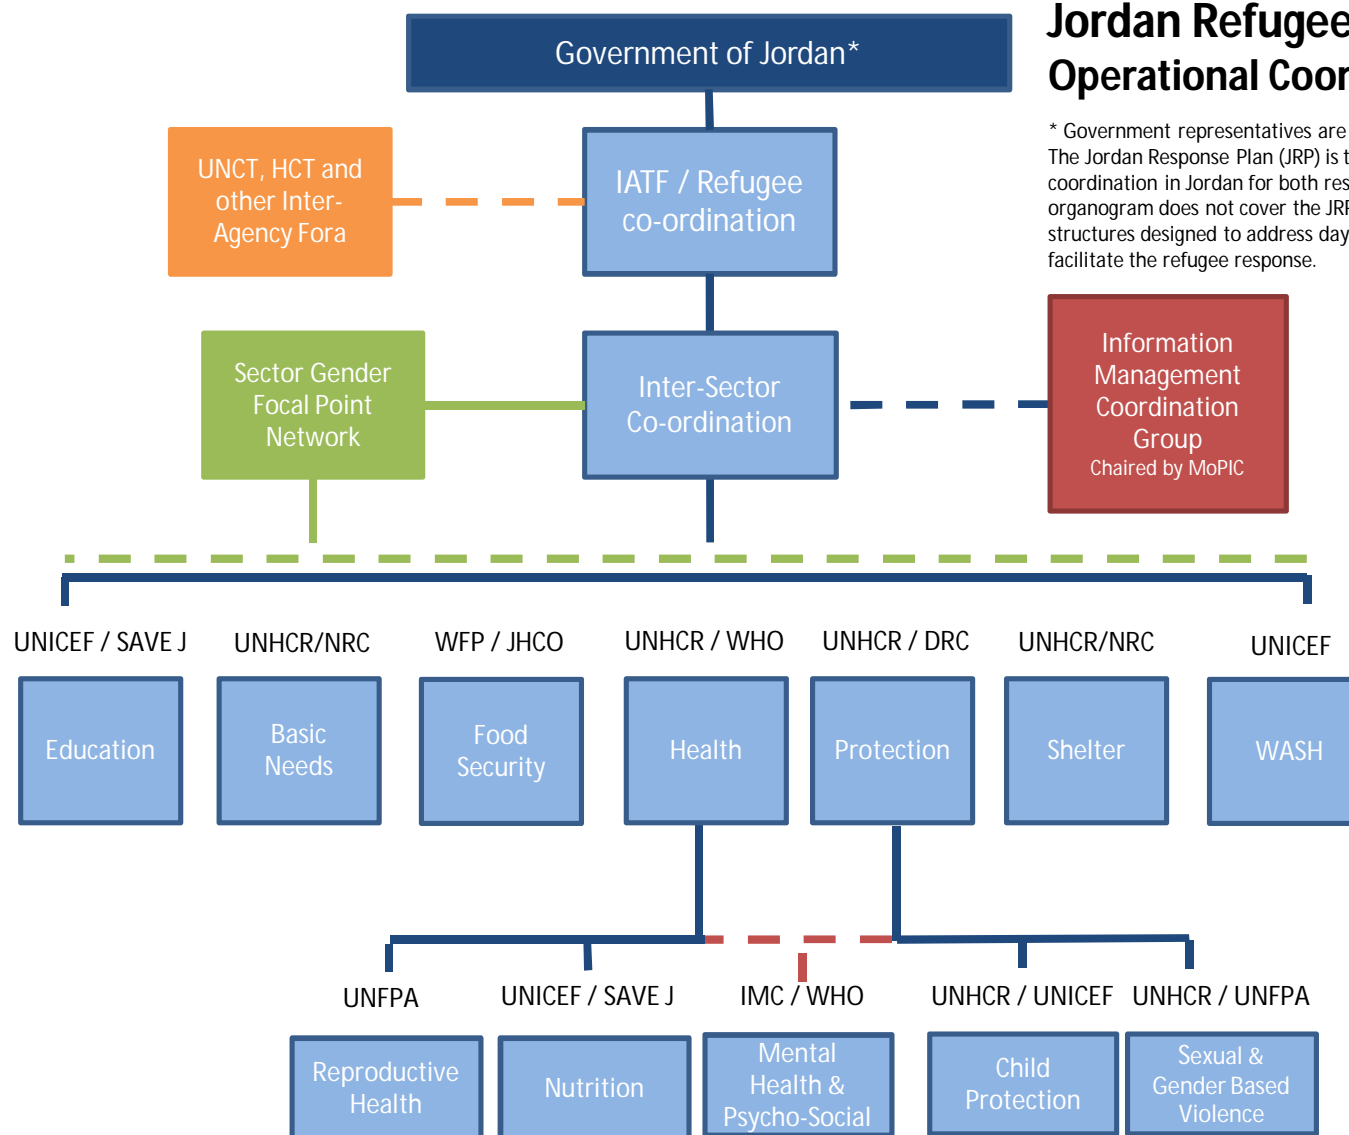 Jordan Refugee
Operational Coor
Government of Jordan*
* Government representatives are
The Jordan Response Plan (JRP) is t
coordination in Jordan for both res
organogram does not cover the JRP
structures designed to address day
facilitate the refugee response.
UNCT, HCT and
other Inter-
Agency Fora
IATF / Refugee
co-ordination
Sector Gender
Focal Point
Network
Inter-Sector
Co-ordination
Information
Management
Coordination
Group
Chaired by MoPIC
UNICEF / SAVE J
UNHCR/NRC
WFP / JHCO
UNHCR / WHO
UNHCR / DRC
UNHCR/NRC
UNICEF
Education
Basic
Needs
Food
Security
Health
Protection
Shelter
WASH
UNFPA
UNICEF / SAVE J
IMC / WHO
UNHCR / UNICEF
UNHCR / UNFPA
Reproductive
Health
Nutrition
Mental
Health &
Psycho-Social
Child
Protection
Sexual &
Gender Based
Violence